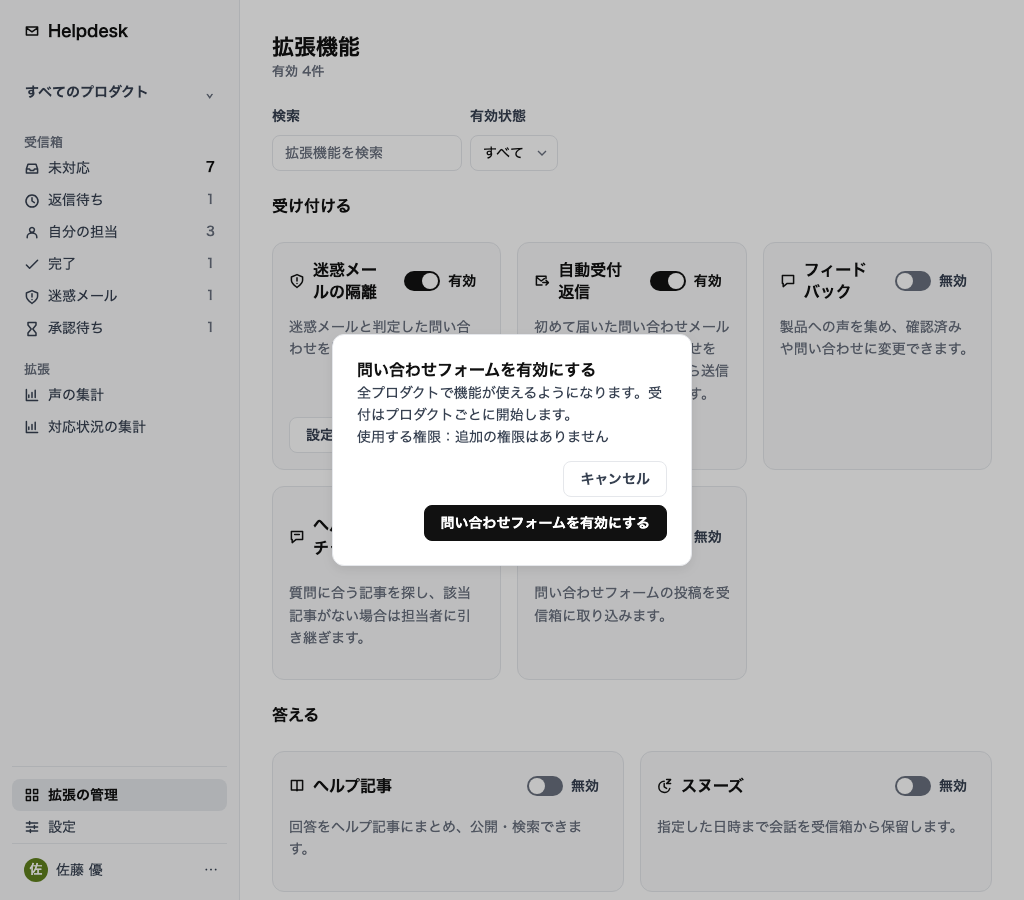 Helpdesk
すべてのプロダクト
受信箱
未対応 7
返信待ち 1
自分の担当 3
完了 1
迷惑メール 1
承認待ち 1
拡張
声の集計
対応状況の集計
拡張の管理
設定
佐 佐藤 優 …
拡張機能
有効 4件
検索
有効状態
拡張機能を検索
すべて
受け付ける
迷惑メー
ルの隔離
有効
迷惑メールと判定した問い合
わせを
設定
自動受付
返信
有効
初めて届いた問い合わせメール
せを
ら送信
す。
フィード
バック
無効
製品への声を集め、確認済み
や問い合わせに変更できます。
問い合わせフォームを有効にする
全プロダクトで機能が使えるようになります。受
付はプロダクトごとに開始します。
使用する権限：追加の権限はありません
キャンセル
問い合わせフォームを有効にする
質問に合う記事を探し、該当
記事がない場合は担当者に引
き継ぎます。
無効
問い合わせフォームの投稿を受
信箱に取り込みます。
答える
ヘルプ記事
無効
回答をヘルプ記事にまとめ、公開・検索できま
す。
スヌーズ
無効
指定した日時まで会話を受信箱から保留します。